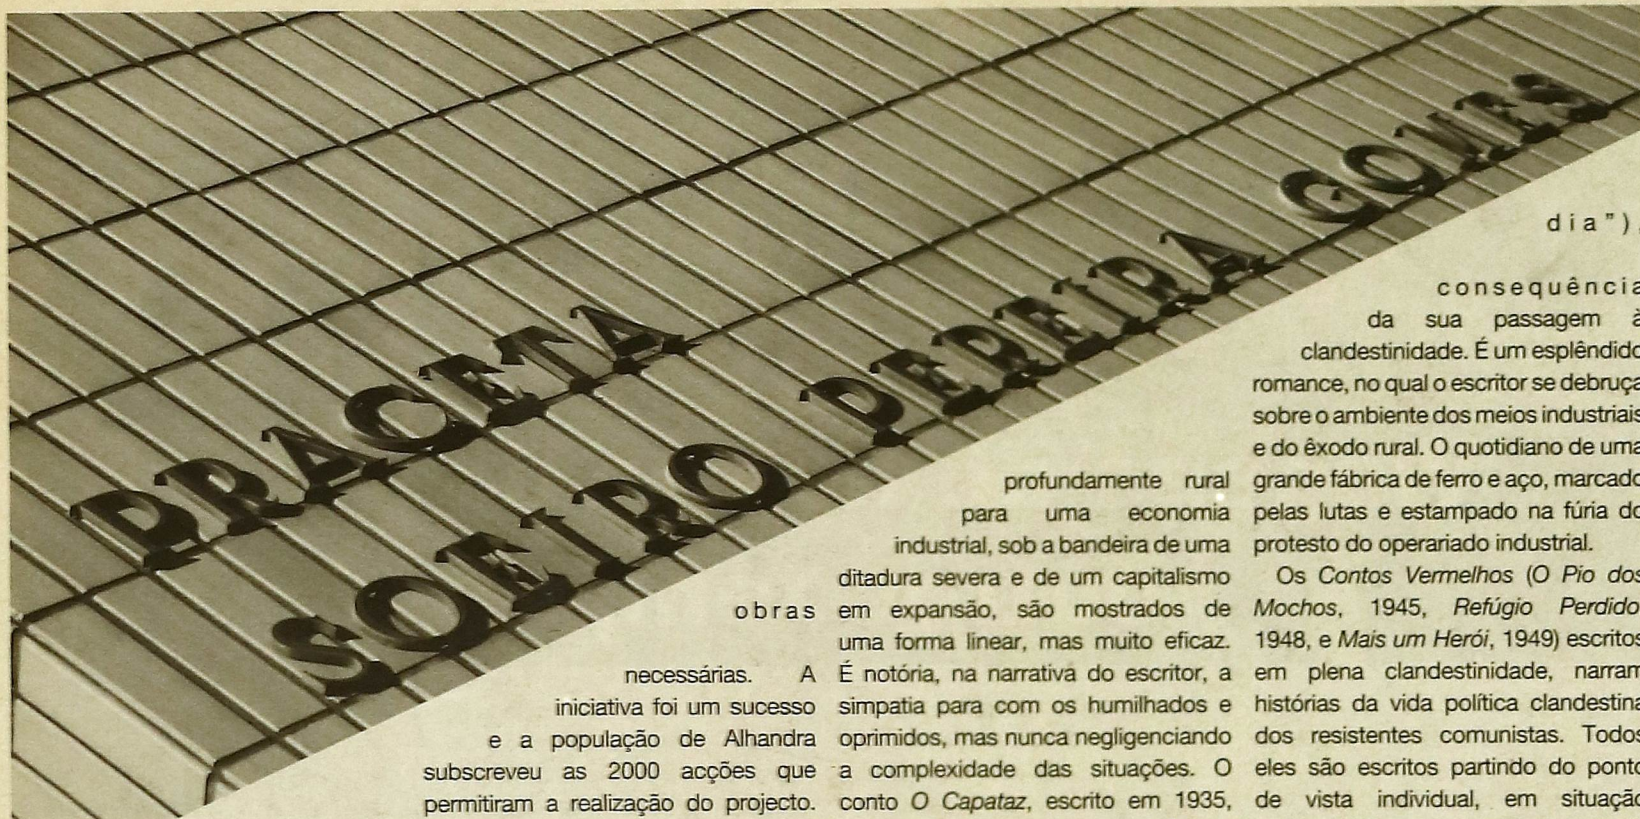 PRACETA
SOEIRO PEREIRA GOMES
obras
necessárias. A
iniciativa foi um sucesso
e a população de Alhandra
subscreveu as 2000 acções que
permitiram a realização do projecto.
profundamente rural
para uma economia
industrial, sob a bandeira de uma
ditadura severa e de um capitalismo
em expansão, são mostrados de
uma forma linear, mas muito eficaz.
É notória, na narrativa do escritor, a
simpatia para com os humilhados e
oprimidos, mas nunca negligenciando
a complexidade das situações. O
conto O Capataz, escrito em 1935,
dia"),
consequência
da sua passagem à
clandestinidade. É um esplêndido
romance, no qual o escritor se debruça
sobre o ambiente dos meios industriais
e do êxodo rural. O quotidiano de uma
grande fábrica de ferro e aço, marcado
pelas lutas e estampado na fúria do
protesto do operariado industrial.
Os Contos Vermelhos (O Pio dos
Mochos, 1945, Refúgio Perdido,
1948, e Mais um Herói, 1949) escritos
em plena clandestinidade, narram
histórias da vida política clandestina
dos resistentes comunistas. Todos
eles são escritos partindo do ponto
de vista individual, em situação